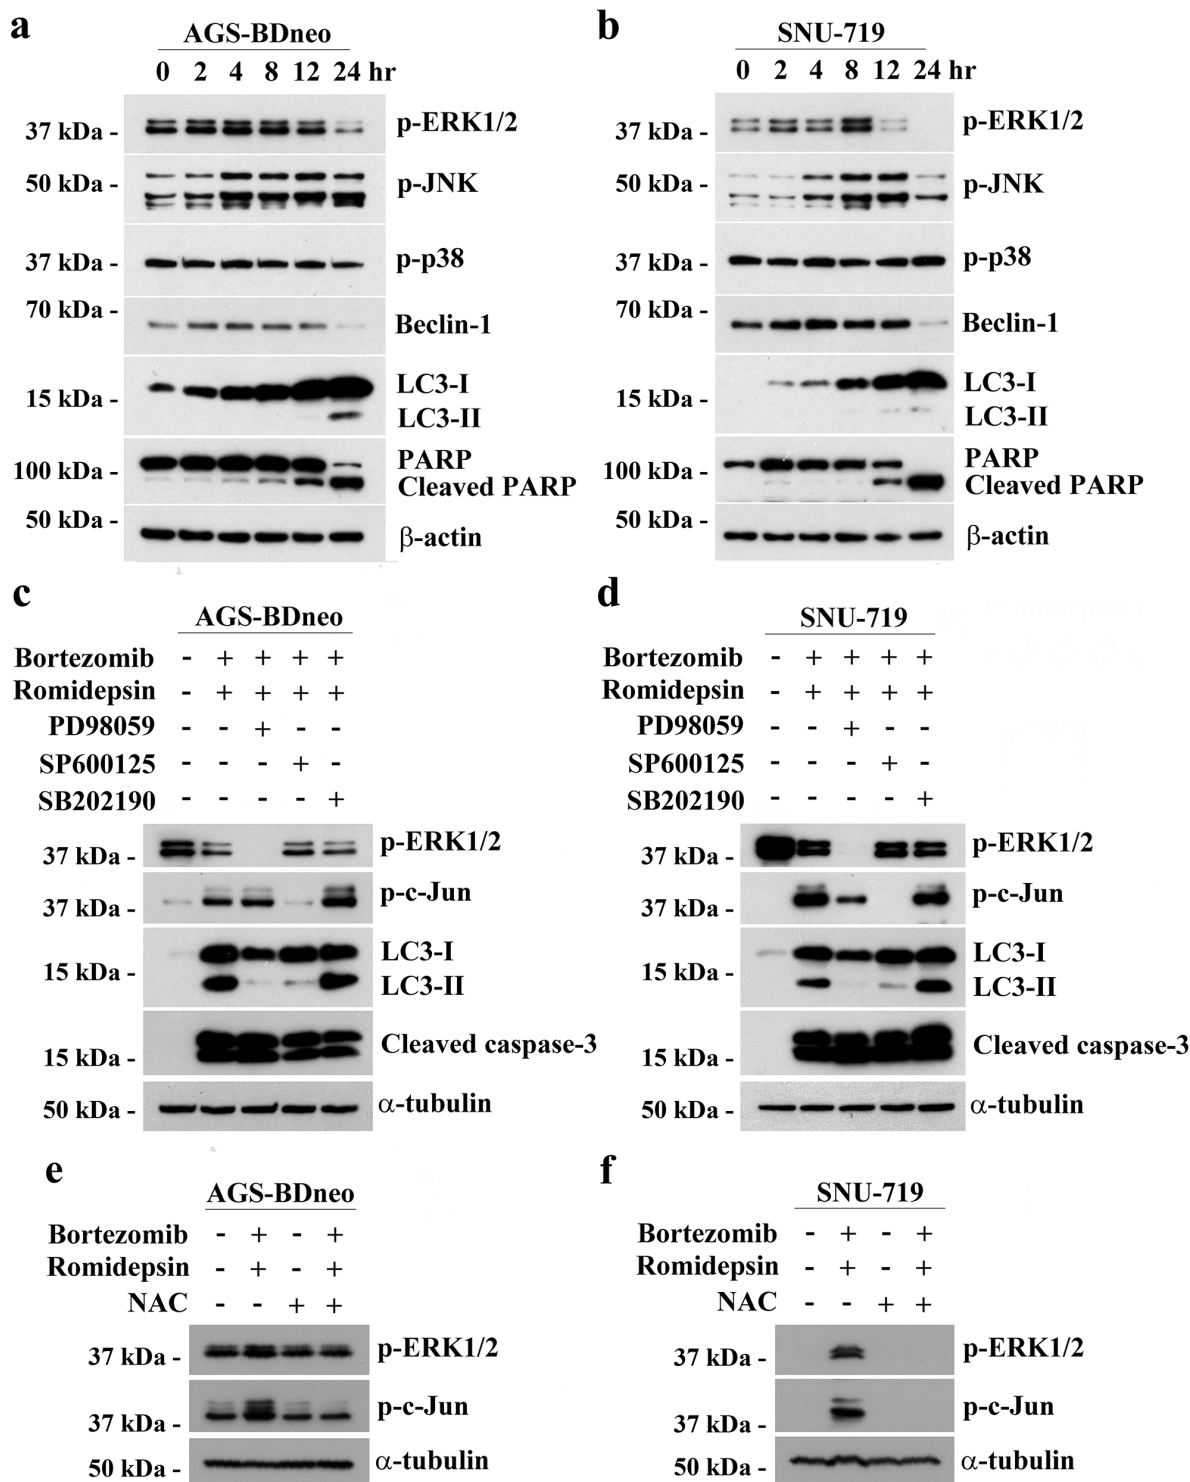 a
AGS-BDneo
0 2 4 8 12 24 hr
37 kDa - p-ERK1/2
50 kDa - p-JNK
37 kDa - p-p38
70 kDa -
Beclin-1
LC3-I
15 kDa -
LC3-II
PARP
100 kDa -
Cleaved PARP
50 kDa -
β-actin
b
SNU-719
0 2 4 8 12 24 hr
37 kDa - p-ERK1/2
50 kDa - p-JNK
37 kDa - p-p38
70 kDa -
Beclin-1
LC3-I
15 kDa -
LC3-II
PARP
100 kDa -
Cleaved PARP
50 kDa -
β-actin
c
AGS-BDneo
Bortezomib - + + + +
Romidepsin - + + + +
PD98059 - - + - -
SP600125 - - - + -
SB202190 - - - - +
37 kDa - p-ERK1/2
37 kDa - p-c-Jun
LC3-I
15 kDa -
LC3-II
15 kDa - Cleaved caspase-3
50 kDa - α-tubulin
d
SNU-719
Bortezomib - + + + +
Romidepsin - + + + +
PD98059 - - + - -
SP600125 - - - + -
SB202190 - - - - +
37 kDa - p-ERK1/2
37 kDa - p-c-Jun
LC3-I
15 kDa -
LC3-II
15 kDa - Cleaved caspase-3
50 kDa - α-tubulin
e
AGS-BDneo
Bortezomib - + - +
Romidepsin - + - +
NAC - - + +
37 kDa - p-ERK1/2
37 kDa - p-c-Jun
50 kDa - α-tubulin
f
SNU-719
Bortezomib - + - +
Romidepsin - + - +
NAC - - + +
37 kDa - p-ERK1/2
37 kDa - p-c-Jun
50 kDa - α-tubulin